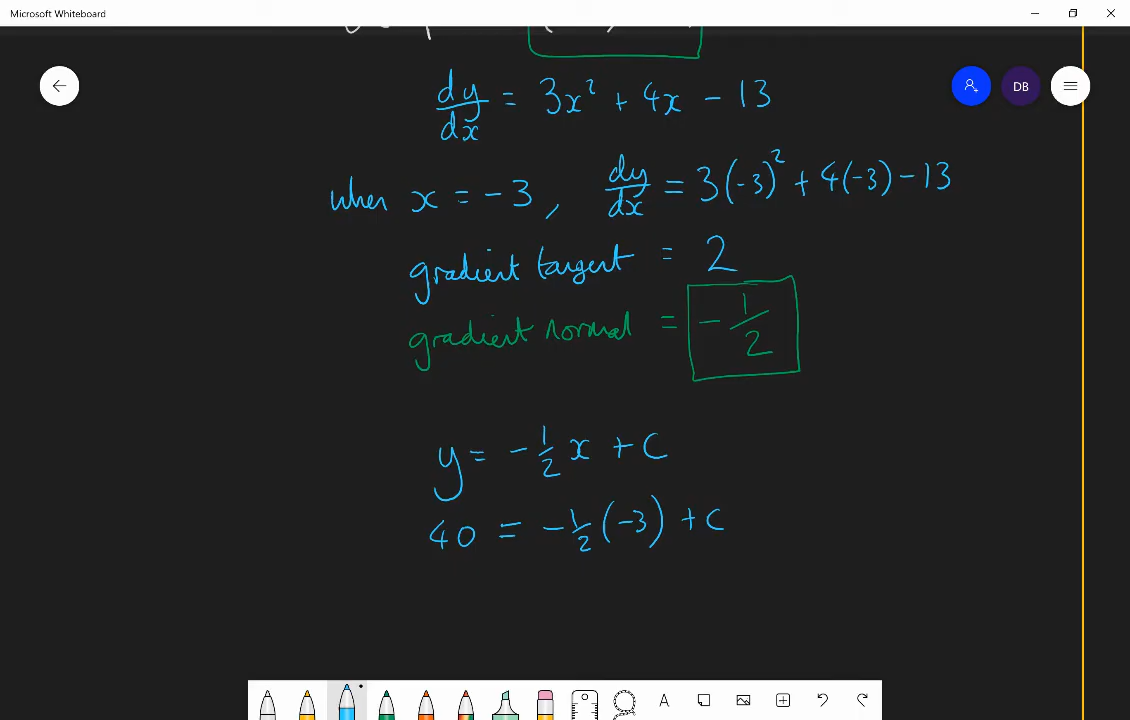 Microsoft Whiteboard
DB
dy/dx = 3x² + 4x - 13
when x = -3, dy/dx = 3(-3)² + 4(-3) - 13
gradient tangent = 2
gradient normal = -1/2
y = -1/2 x + C
40 = -1/2 (-3) + C
A